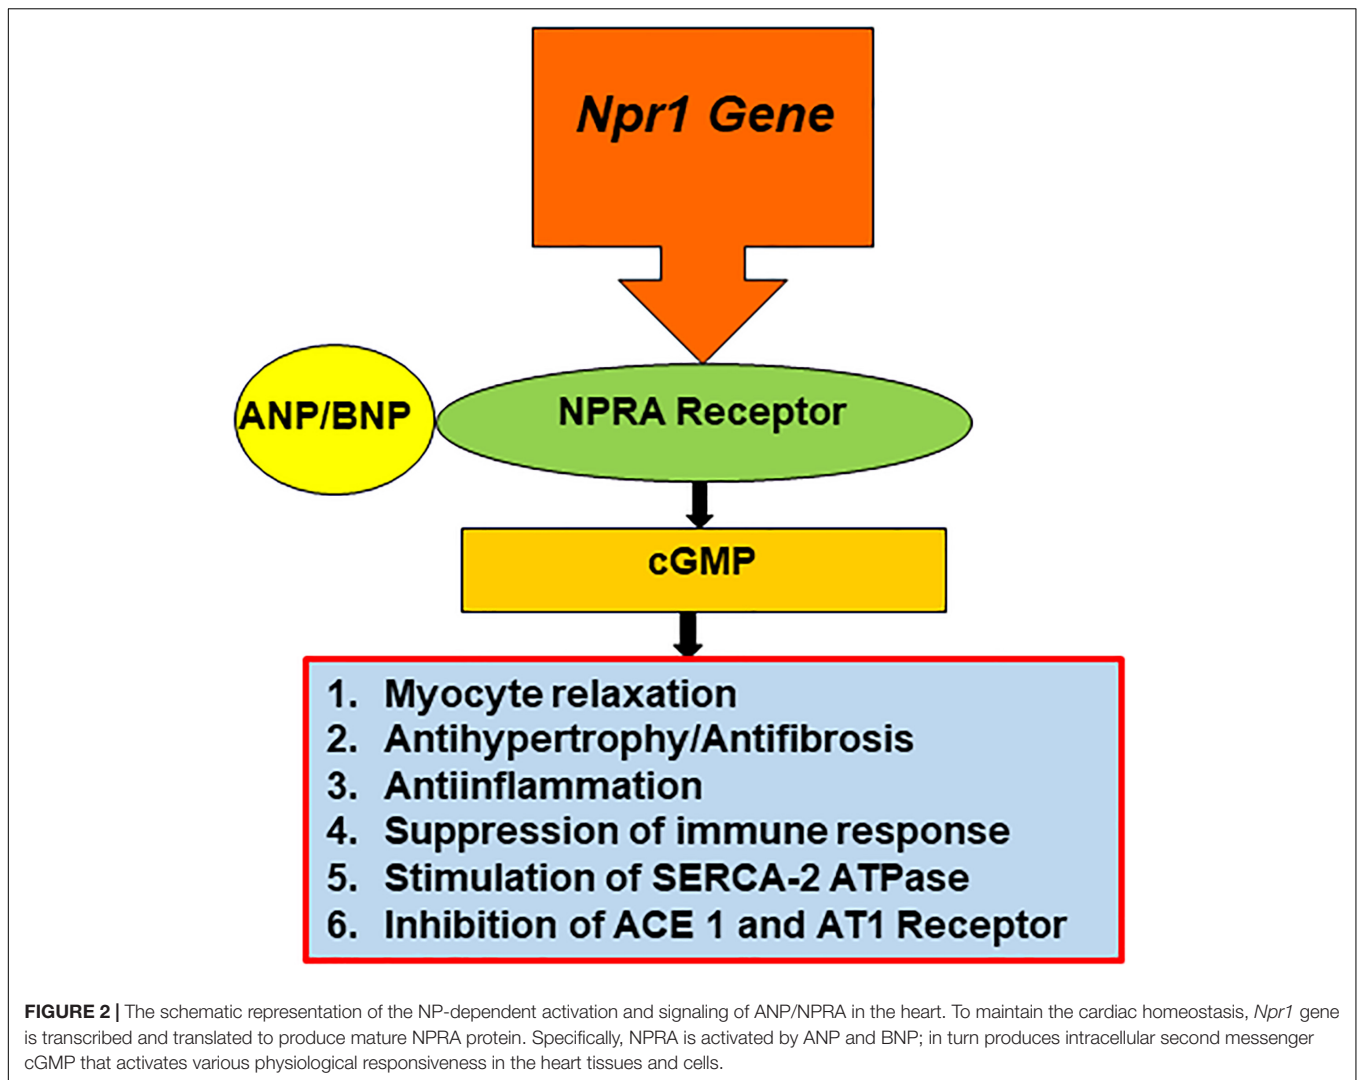 Npr1 Gene
ANP/BNP
NPRA Receptor
cGMP
1. Myocyte relaxation
2. Antihypertrophy/Antifibrosis
3. Antiinflammation
4. Suppression of immune response
5. Stimulation of SERCA-2 ATPase
6. Inhibition of ACE 1 and AT1 Receptor
FIGURE 2 | The schematic representation of the NP-dependent activation and signaling of ANP/NPRA in the heart. To maintain the cardiac homeostasis, Npr1 gene
is transcribed and translated to produce mature NPRA protein. Specifically, NPRA is activated by ANP and BNP; in turn produces intracellular second messenger
cGMP that activates various physiological responsiveness in the heart tissues and cells.